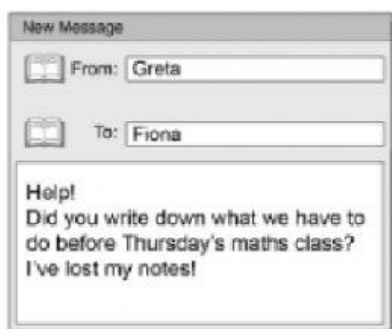 New Message
From: Greta
To: Fiona
Help!
Did you write down what we have to
do before Thursday's maths class?
I've lost my notes!